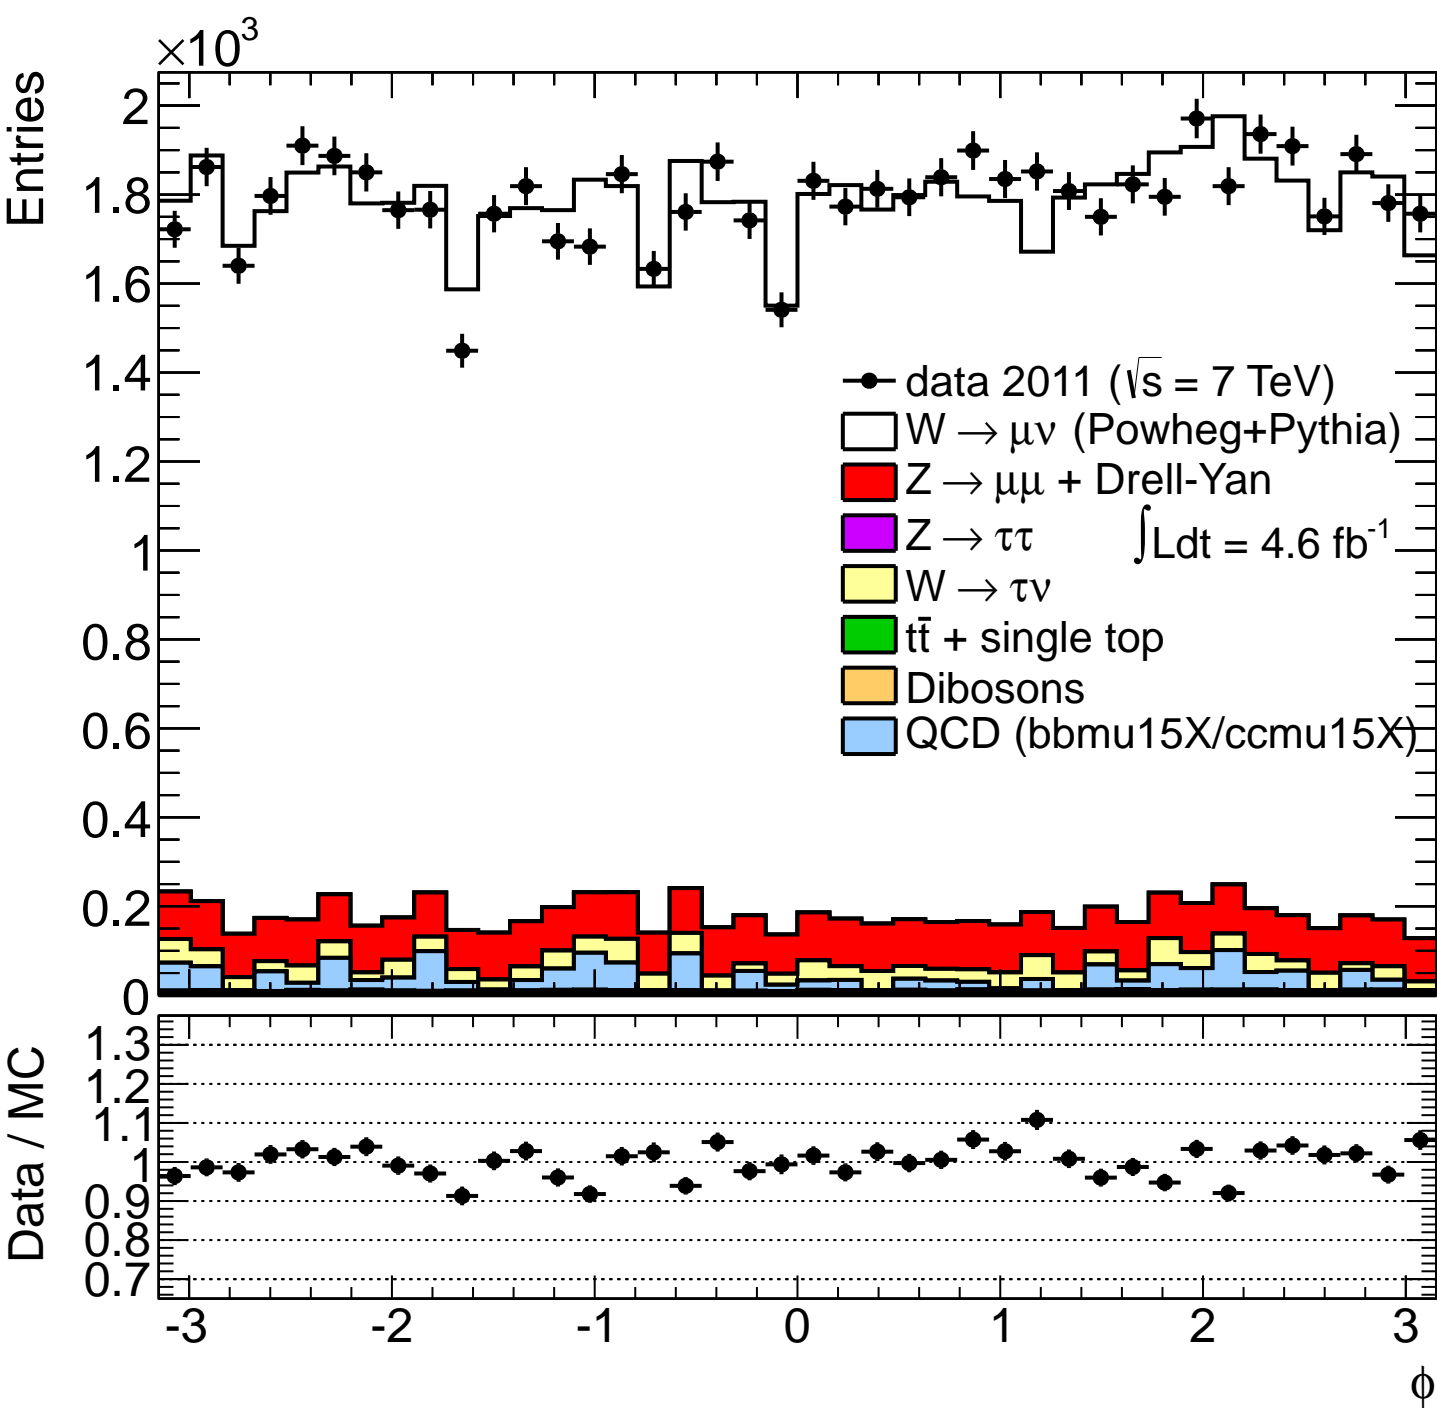 ×10³
Entries
2
1.8
1.6
1.4
1.2
1
0.8
0.6
0.4
0.2
0
data 2011 (√s = 7 TeV)
W → μν (Powheg+Pythia)
Z → μμ + Drell-Yan
Z → ττ
∫Ldt = 4.6 fb⁻¹
W → τν
tt̄ + single top
Dibosons
QCD (bbmu15X/ccmu15X)
Data / MC
1.3
1.2
1.1
1
0.9
0.8
0.7
-3 -2 -1 0 1 2 3
ϕ